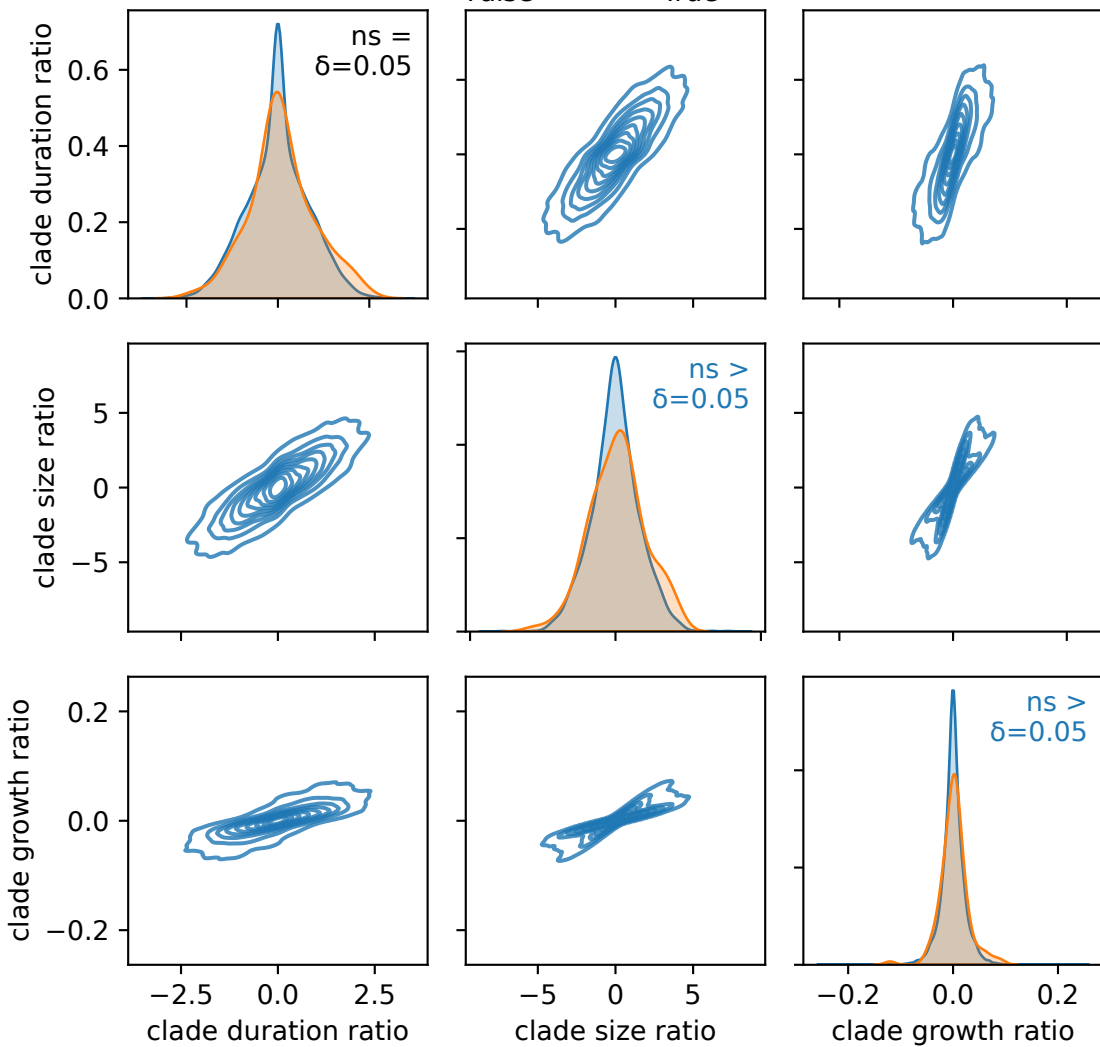 clade duration ratio
0.6
0.4
0.2
0.0
ns =
δ=0.05
clade size ratio
5
0
−5
ns >
δ=0.05
clade growth ratio
0.2
0.0
−0.2
ns >
δ=0.05
−2.5
0.0
2.5
−5
0
5
−0.2
0.0
0.2
clade duration ratio
clade size ratio
clade growth ratio